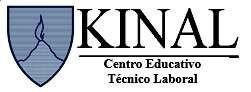 KINAL
Centro Educativo
Técnico Laboral